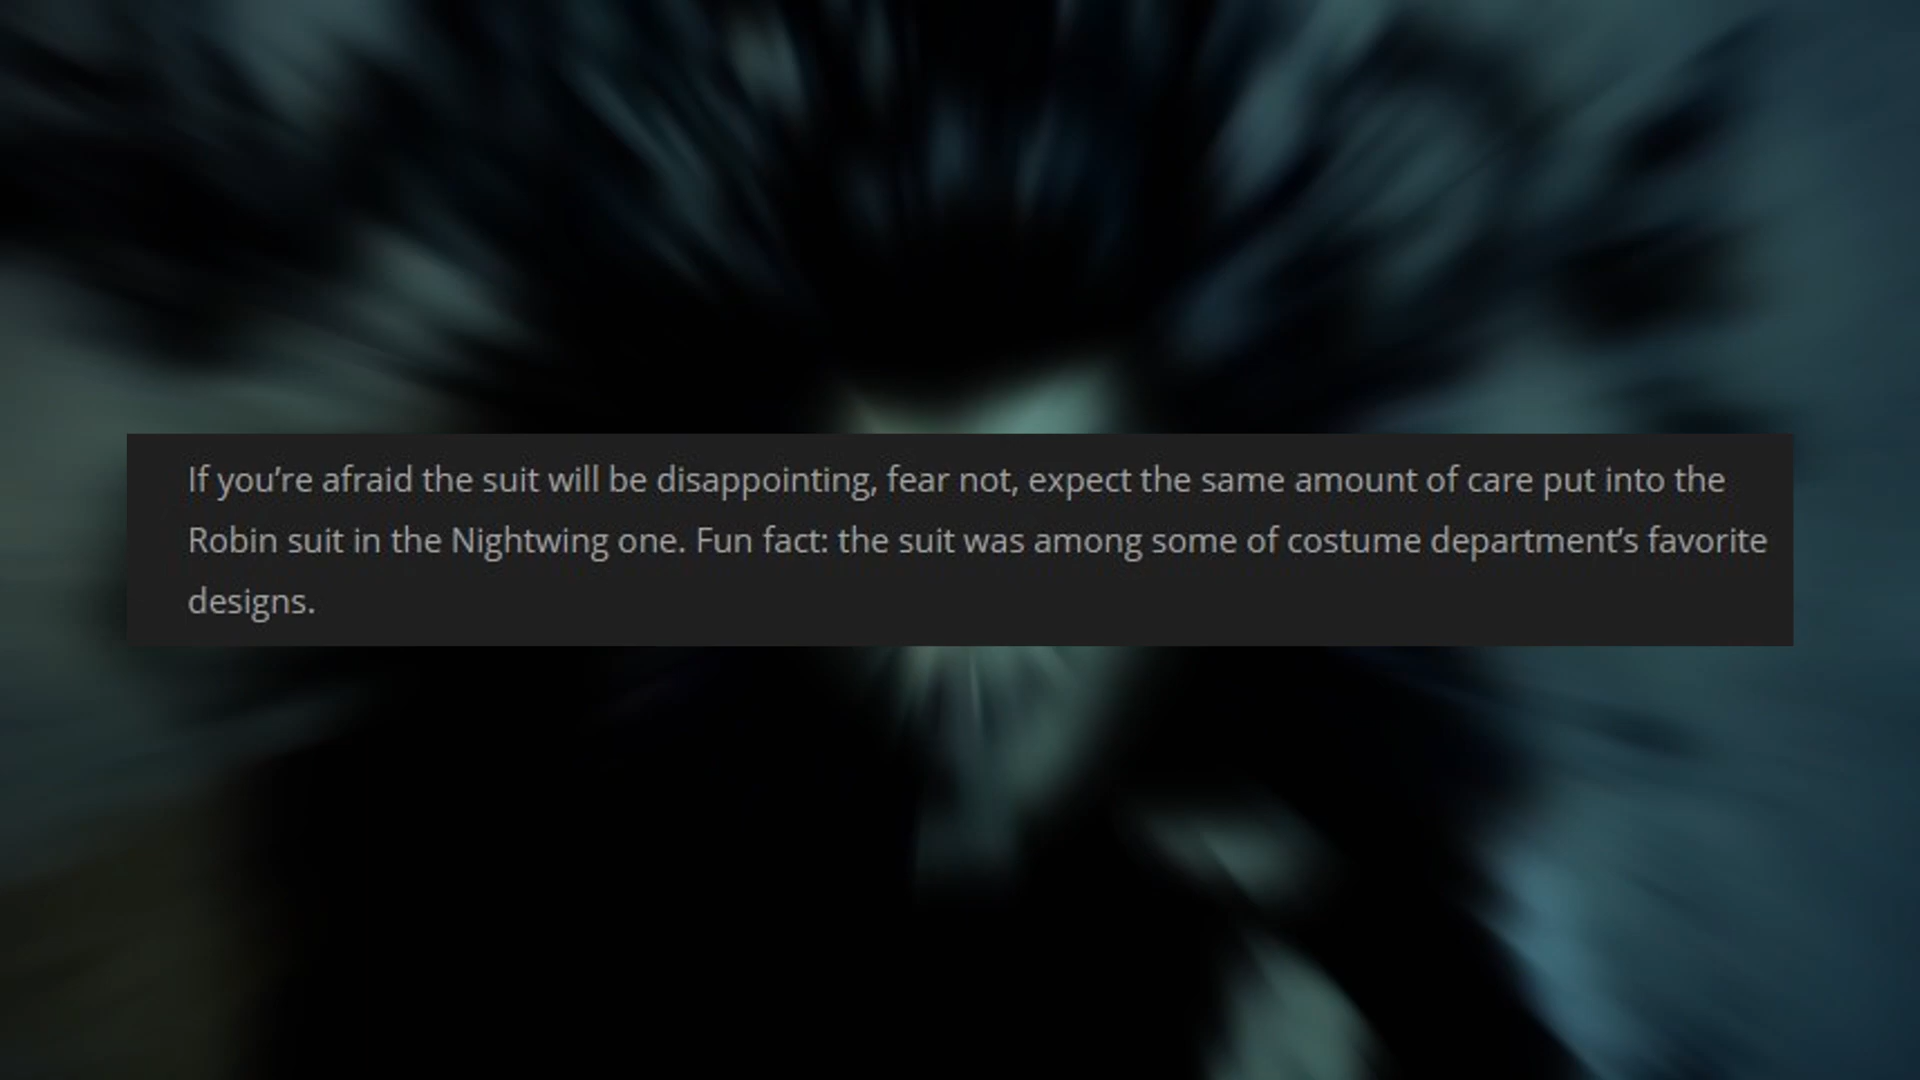 If you’re afraid the suit will be disappointing, fear not, expect the same amount of care put into the
Robin suit in the Nightwing one. Fun fact: the suit was among some of costume department’s favorite
designs.